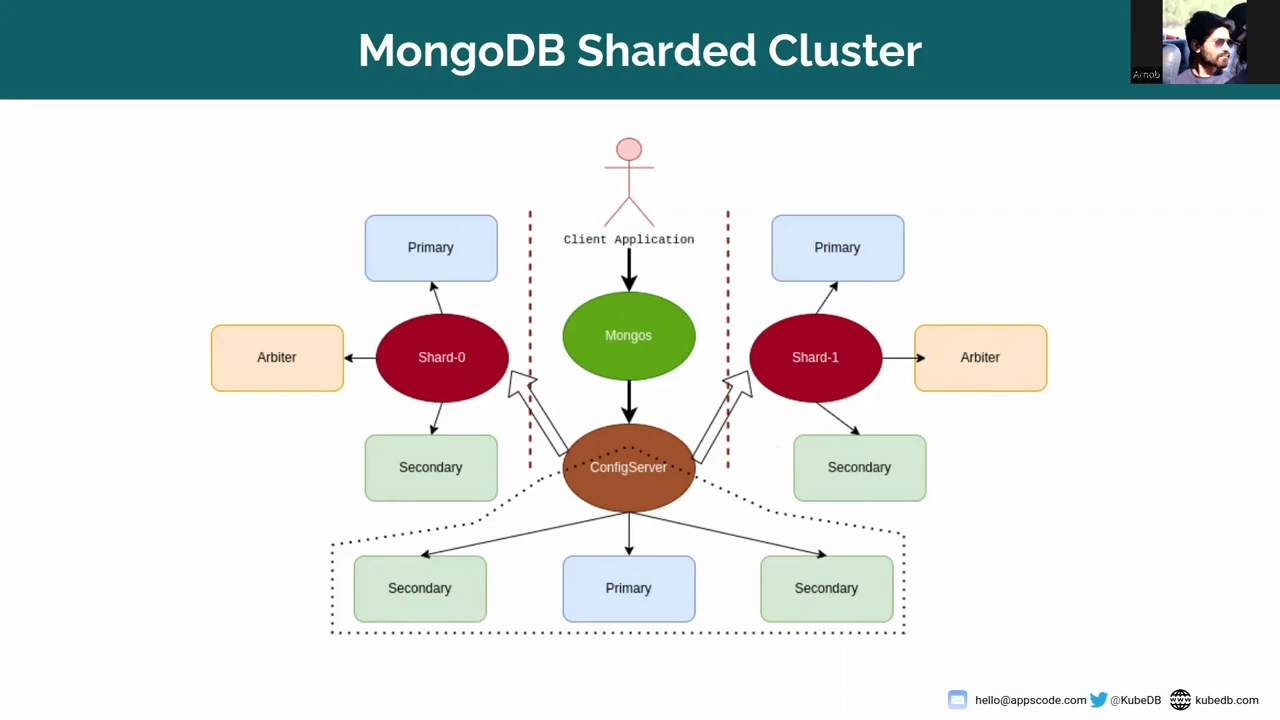 MongoDB Sharded Cluster
Arnob
Client Application
Primary
Primary
Mongos
Arbiter
Shard-0
Shard-1
Arbiter
Secondary
ConfigServer
Secondary
Secondary
Primary
Secondary
hello@appscode.com @KubeDB kubedb.com